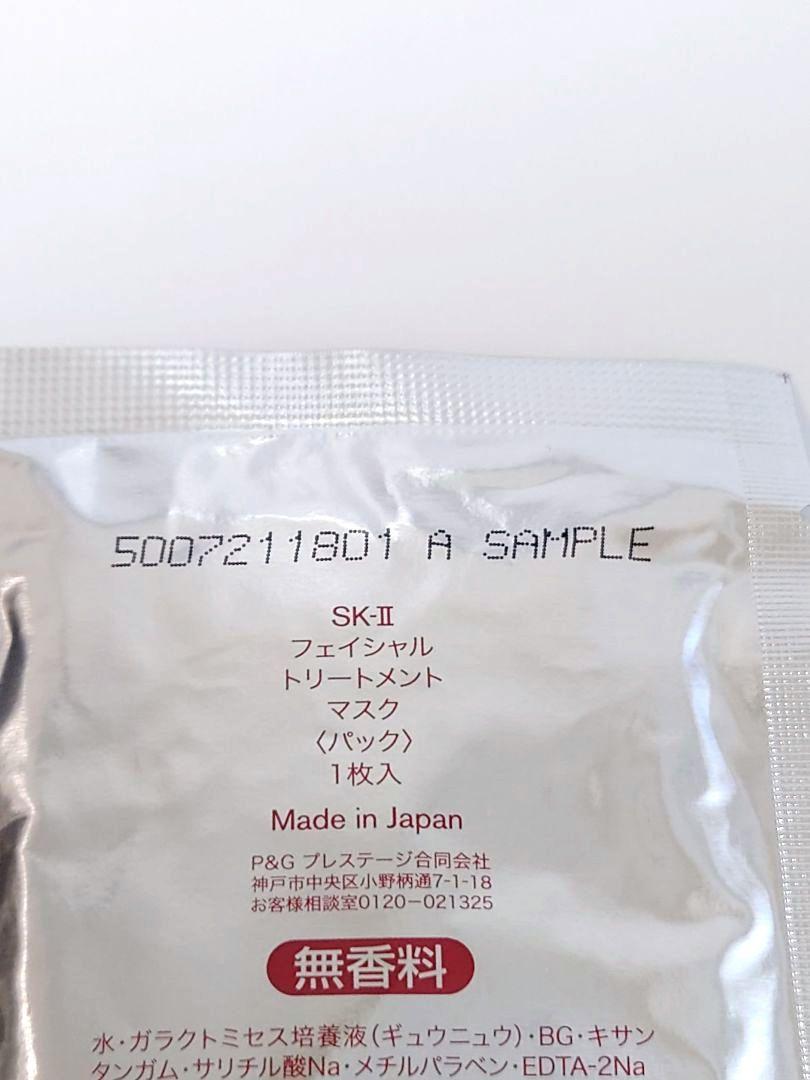 5007211801 A SAMPLE
SK-II
フェイシャル
トリートメント
マスク
〈パック〉
1枚入
Made in Japan
P&G プレステージ合同会社
神戸市中央区小野柄通7-1-18
お客様相談室0120-021325
無香料
水・ガラクトミセス培養液(ギュウニュウ)・BG・キサン
タンガム・サリチル酸Na・メチルパラベン・EDTA-2Na